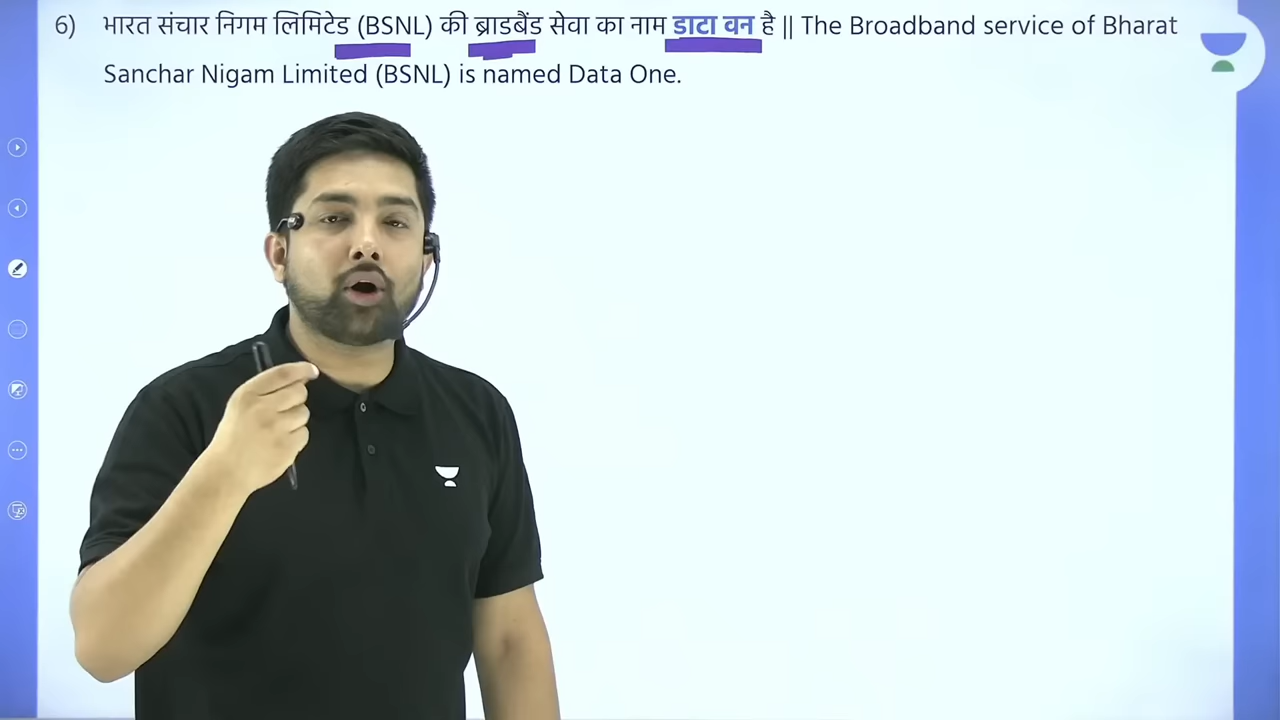 6) भारत संचार निगम लिमिटेड (BSNL) की ब्राडबैंड सेवा का नाम डाटा वन है || The Broadband service of Bharat
Sanchar Nigam Limited (BSNL) is named Data One.